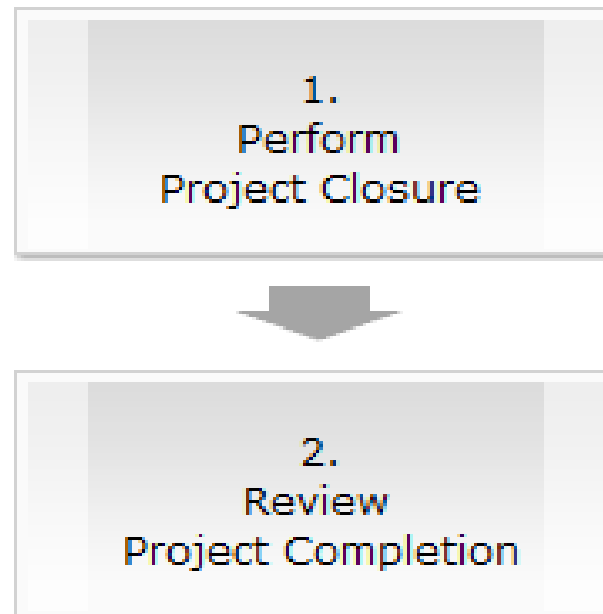 1.
Perform
Project Closure
2.
Review
Project Completion